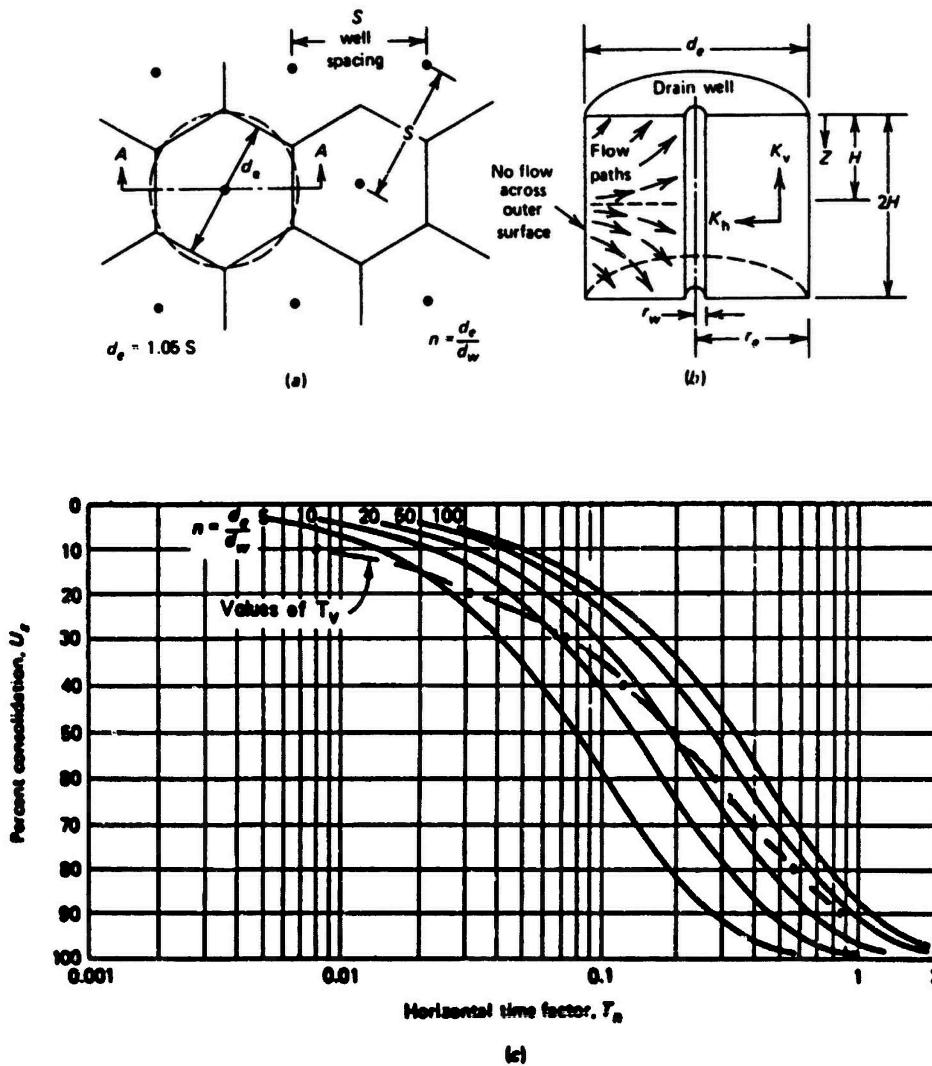 S
well
spacing
S
A
A
d_e
d_e = 1.05 S
n = d_e/d_w
(a)
d_e
Drain well
Flow
paths
No flow
across
outer
surface
K_v
K_h
Z
H
2H
r_w
r_e
(b)
n = d_e/d_w
5
10
20
50
100
Values of T_V
0
10
20
30
40
50
60
70
80
90
100
Percent consolidation, U_z
0.001
0.01
0.1
1
Horizontal time factor, T_h
(c)